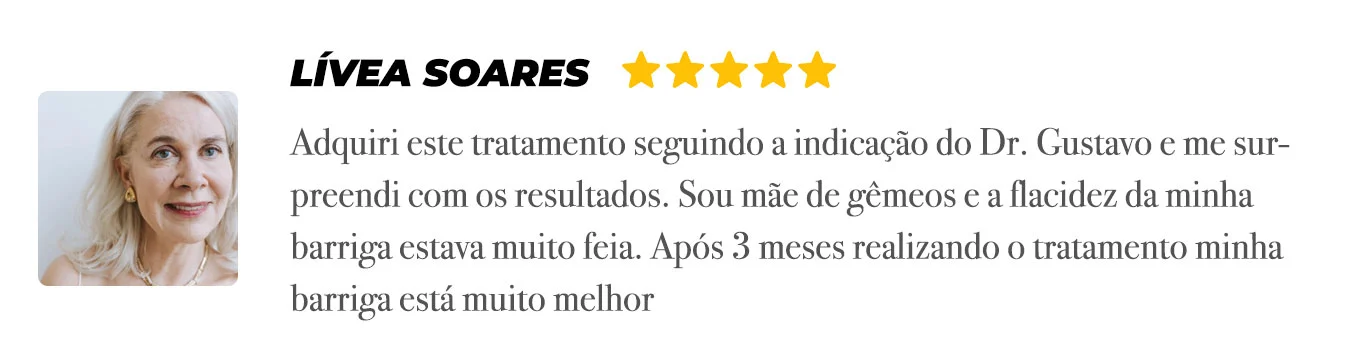 LÍVEA SOARES
Adquiri este tratamento seguindo a indicação do Dr. Gustavo e me sur-
preendi com os resultados. Sou mãe de gêmeos e a flacidez da minha
barriga estava muito feia. Após 3 meses realizando o tratamento minha
barriga está muito melhor